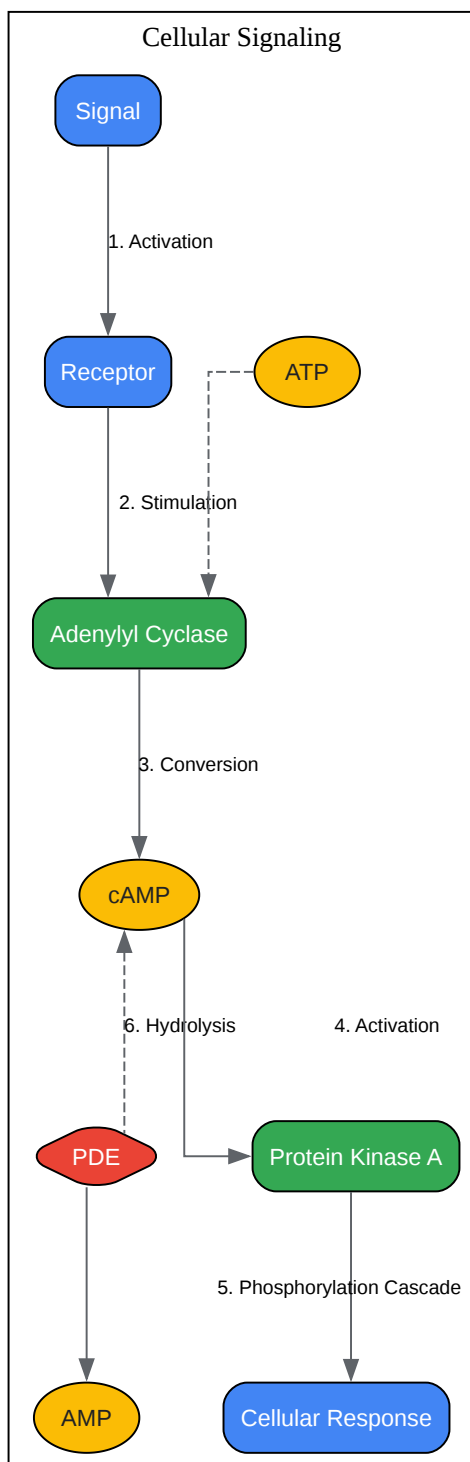 Cellular Signaling
Signal
1. Activation
Receptor
ATP
2. Stimulation
Adenylyl Cyclase
3. Conversion
cAMP
6. Hydrolysis
4. Activation
PDE
Protein Kinase A
5. Phosphorylation Cascade
AMP
Cellular Response